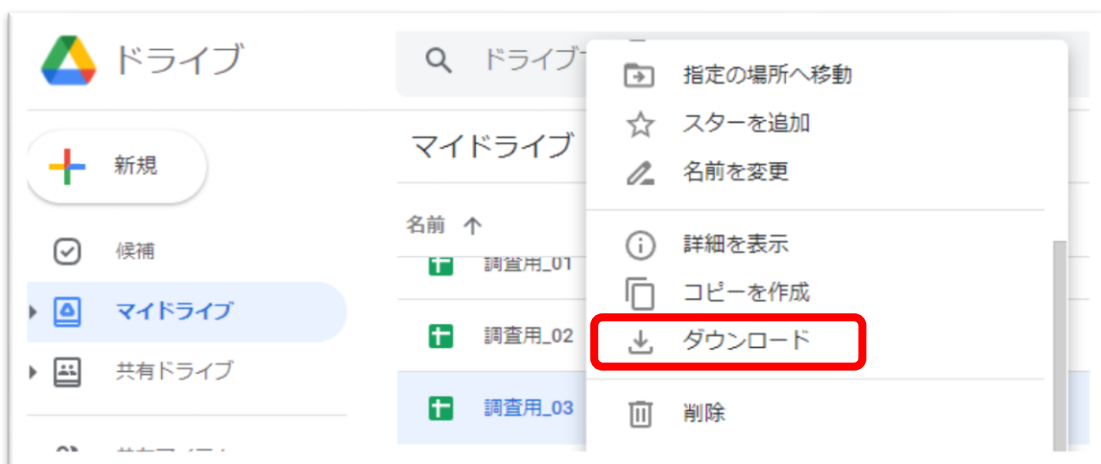 ドライブ
ドライブ
指定の場所へ移動
スターを追加
マイドライブ
名前を変更
新規
名前
詳細を表示
候補
調査用_01
コピーを作成
マイドライブ
調査用_02
ダウンロード
共有ドライブ
調査用_03
削除